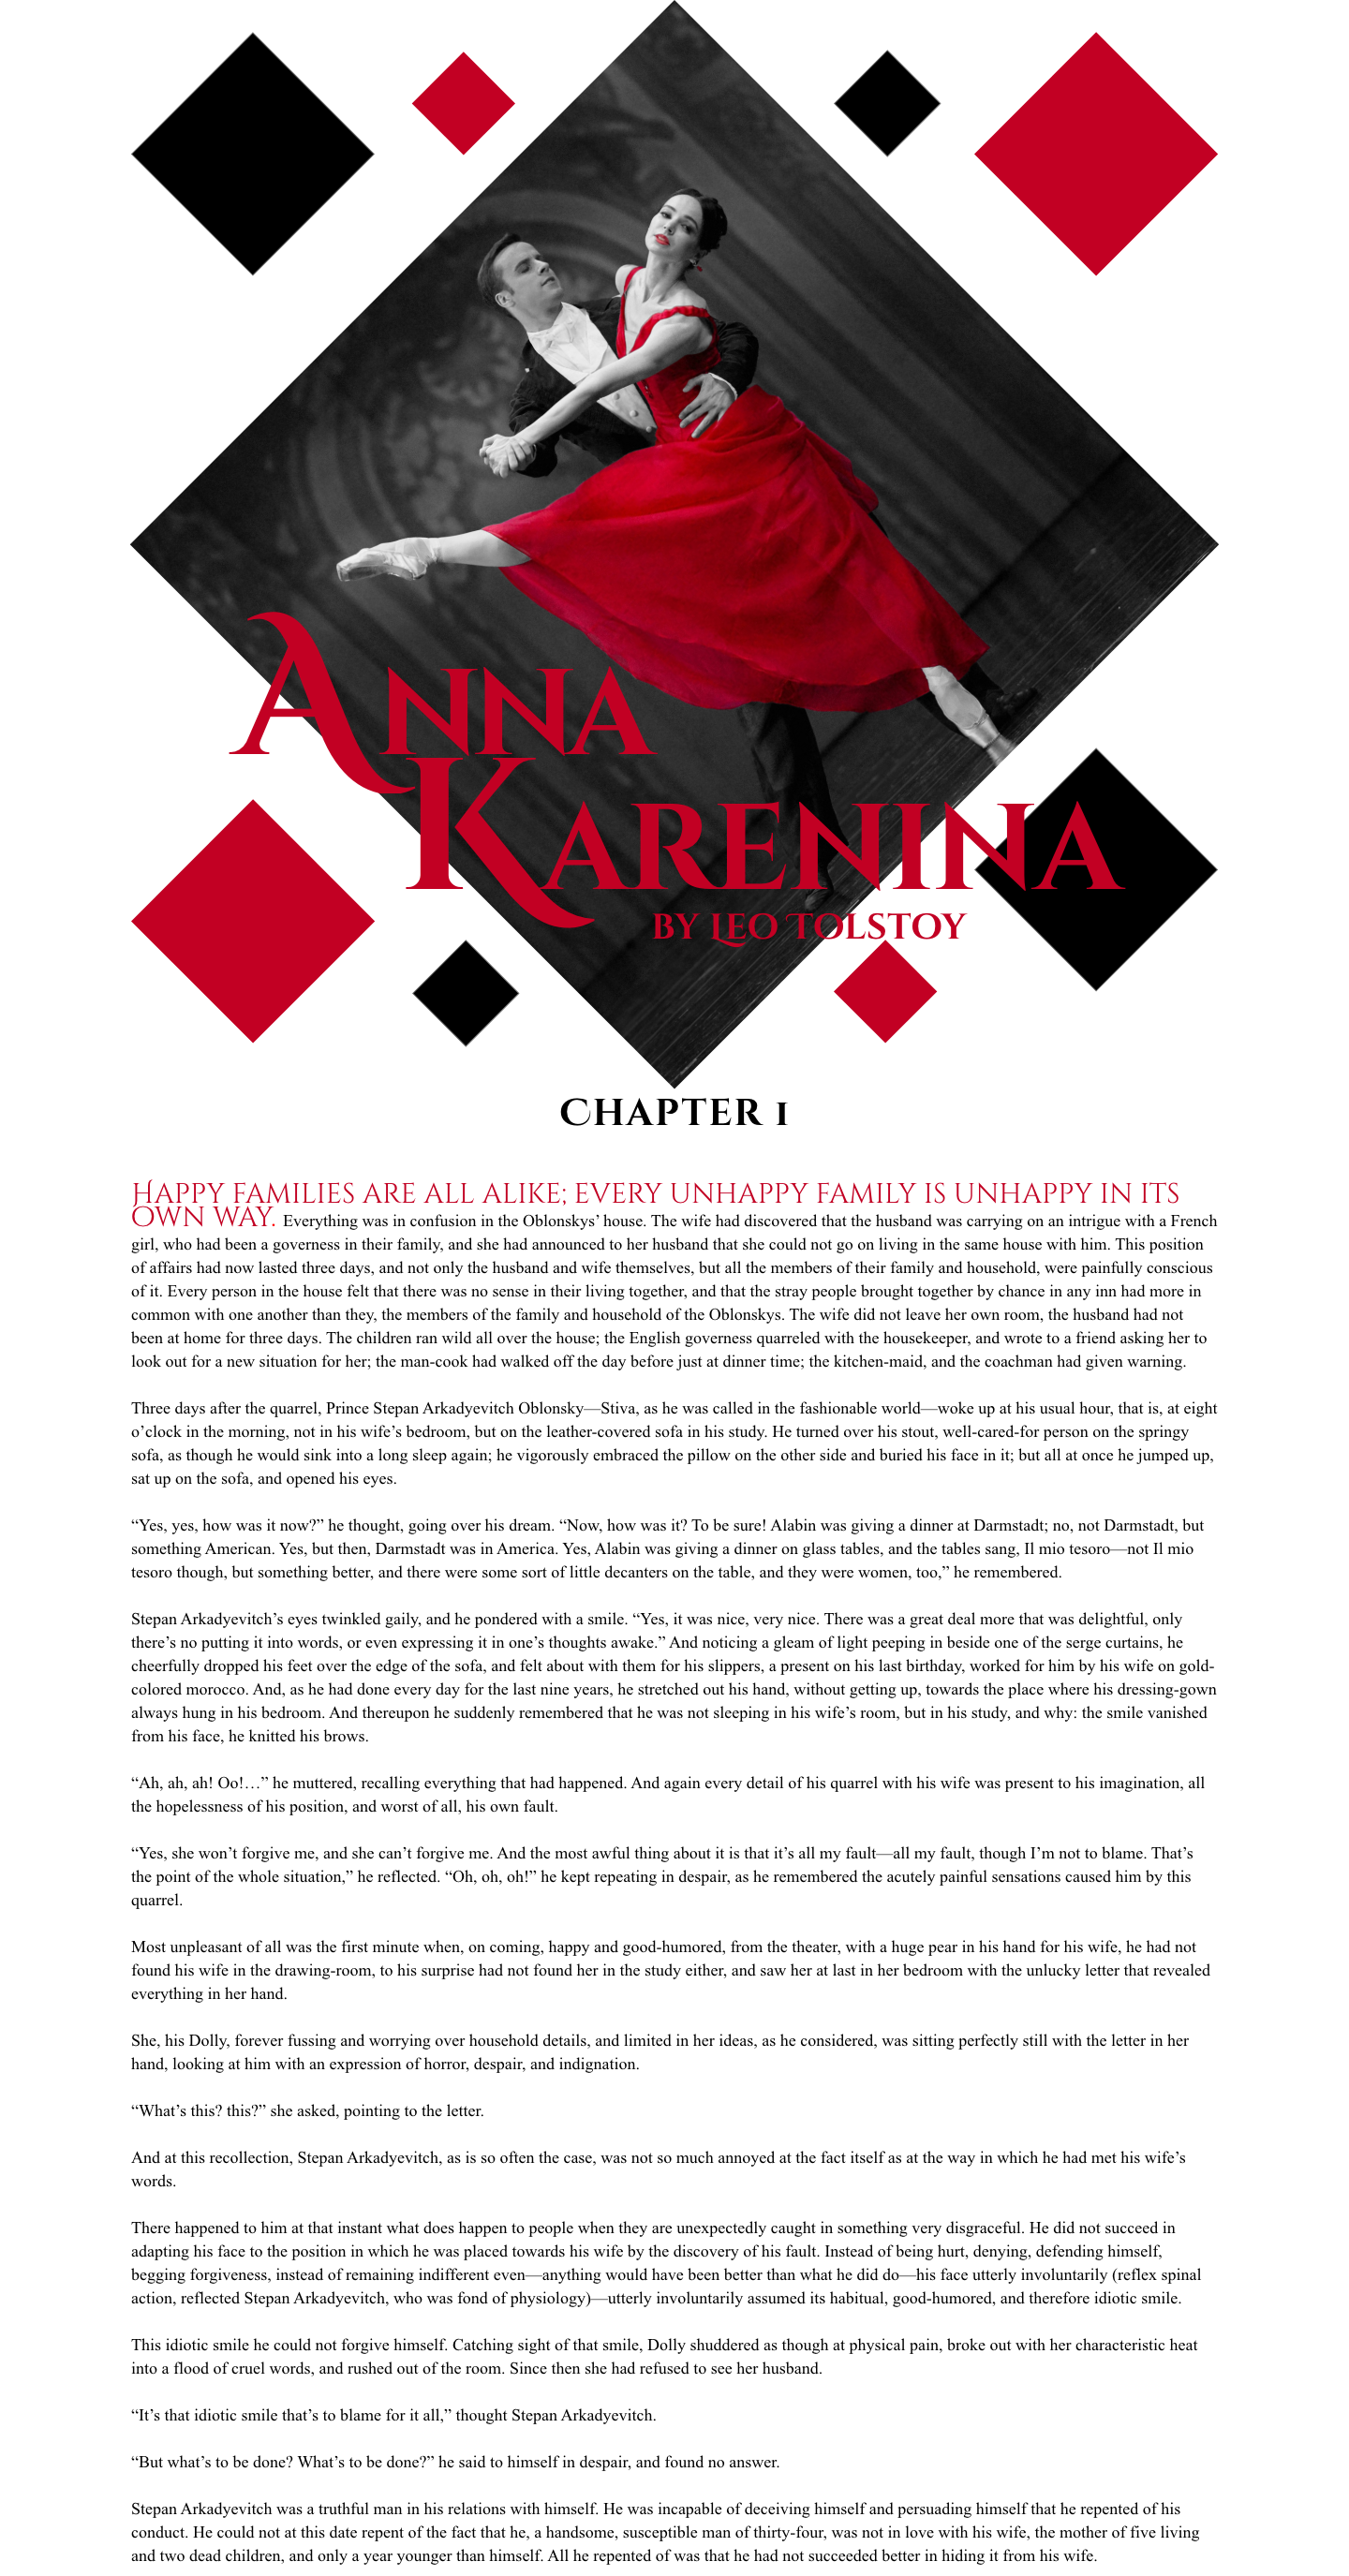 Anna
Karenina
by Leo Tolstoy
Chapter 1
Happy families are all alike; every unhappy family is unhappy in its
own way. Everything was in confusion in the Oblonskys’ house. The wife had discovered that the husband was carrying on an intrigue with a French
girl, who had been a governess in their family, and she had announced to her husband that she could not go on living in the same house with him. This position
of affairs had now lasted three days, and not only the husband and wife themselves, but all the members of their family and household, were painfully conscious
of it. Every person in the house felt that there was no sense in their living together, and that the stray people brought together by chance in any inn had more in
common with one another than they, the members of the family and household of the Oblonskys. The wife did not leave her own room, the husband had not
been at home for three days. The children ran wild all over the house; the English governess quarreled with the housekeeper, and wrote to a friend asking her to
look out for a new situation for her; the man-cook had walked off the day before just at dinner time; the kitchen-maid, and the coachman had given warning.
Three days after the quarrel, Prince Stepan Arkadyevitch Oblonsky—Stiva, as he was called in the fashionable world—woke up at his usual hour, that is, at eight
o’clock in the morning, not in his wife’s bedroom, but on the leather-covered sofa in his study. He turned over his stout, well-cared-for person on the springy
sofa, as though he would sink into a long sleep again; he vigorously embraced the pillow on the other side and buried his face in it; but all at once he jumped up,
sat up on the sofa, and opened his eyes.
“Yes, yes, how was it now?” he thought, going over his dream. “Now, how was it? To be sure! Alabin was giving a dinner at Darmstadt; no, not Darmstadt, but
something American. Yes, but then, Darmstadt was in America. Yes, Alabin was giving a dinner on glass tables, and the tables sang, Il mio tesoro—not Il mio
tesoro though, but something better, and there were some sort of little decanters on the table, and they were women, too,” he remembered.
Stepan Arkadyevitch’s eyes twinkled gaily, and he pondered with a smile. “Yes, it was nice, very nice. There was a great deal more that was delightful, only
there’s no putting it into words, or even expressing it in one’s thoughts awake.” And noticing a gleam of light peeping in beside one of the serge curtains, he
cheerfully dropped his feet over the edge of the sofa, and felt about with them for his slippers, a present on his last birthday, worked for him by his wife on gold-
colored morocco. And, as he had done every day for the last nine years, he stretched out his hand, without getting up, towards the place where his dressing-gown
always hung in his bedroom. And thereupon he suddenly remembered that he was not sleeping in his wife’s room, but in his study, and why: the smile vanished
from his face, he knitted his brows.
“Ah, ah, ah! Oo!…” he muttered, recalling everything that had happened. And again every detail of his quarrel with his wife was present to his imagination, all
the hopelessness of his position, and worst of all, his own fault.
“Yes, she won’t forgive me, and she can’t forgive me. And the most awful thing about it is that it’s all my fault—all my fault, though I’m not to blame. That’s
the point of the whole situation,” he reflected. “Oh, oh, oh!” he kept repeating in despair, as he remembered the acutely painful sensations caused him by this
quarrel.
Most unpleasant of all was the first minute when, on coming, happy and good-humored, from the theater, with a huge pear in his hand for his wife, he had not
found his wife in the drawing-room, to his surprise had not found her in the study either, and saw her at last in her bedroom with the unlucky letter that revealed
everything in her hand.
She, his Dolly, forever fussing and worrying over household details, and limited in her ideas, as he considered, was sitting perfectly still with the letter in her
hand, looking at him with an expression of horror, despair, and indignation.
“What’s this? this?” she asked, pointing to the letter.
And at this recollection, Stepan Arkadyevitch, as is so often the case, was not so much annoyed at the fact itself as at the way in which he had met his wife’s
words.
There happened to him at that instant what does happen to people when they are unexpectedly caught in something very disgraceful. He did not succeed in
adapting his face to the position in which he was placed towards his wife by the discovery of his fault. Instead of being hurt, denying, defending himself,
begging forgiveness, instead of remaining indifferent even—anything would have been better than what he did do—his face utterly involuntarily (reflex spinal
action, reflected Stepan Arkadyevitch, who was fond of physiology)—utterly involuntarily assumed its habitual, good-humored, and therefore idiotic smile.
This idiotic smile he could not forgive himself. Catching sight of that smile, Dolly shuddered as though at physical pain, broke out with her characteristic heat
into a flood of cruel words, and rushed out of the room. Since then she had refused to see her husband.
“It’s that idiotic smile that’s to blame for it all,” thought Stepan Arkadyevitch.
“But what’s to be done? What’s to be done?” he said to himself in despair, and found no answer.
Stepan Arkadyevitch was a truthful man in his relations with himself. He was incapable of deceiving himself and persuading himself that he repented of his
conduct. He could not at this date repent of the fact that he, a handsome, susceptible man of thirty-four, was not in love with his wife, the mother of five living
and two dead children, and only a year younger than himself. All he repented of was that he had not succeeded better in hiding it from his wife.